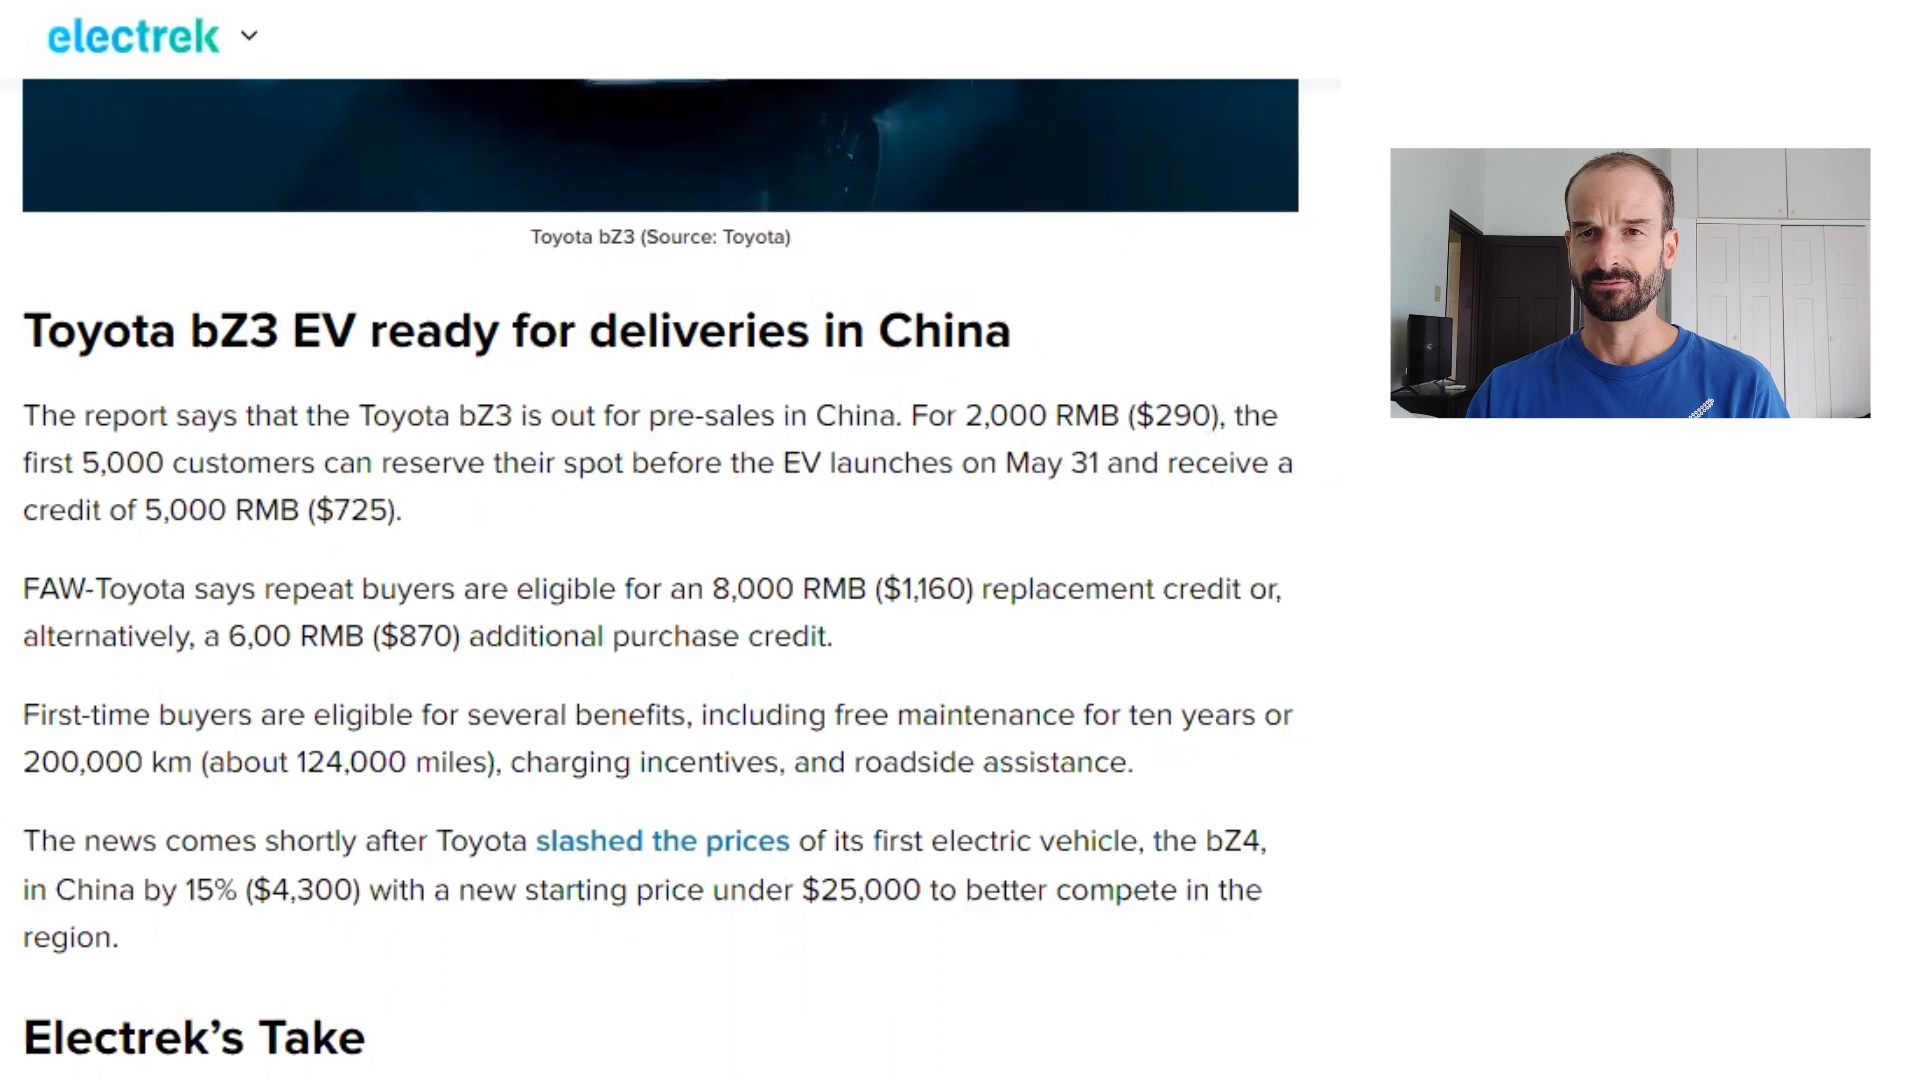 electrek
Toyota bZ3 (Source: Toyota)
Toyota bZ3 EV ready for deliveries in China
The report says that the Toyota bZ3 is out for pre-sales in China. For 2,000 RMB ($290), the
first 5,000 customers can reserve their spot before the EV launches on May 31 and receive a
credit of 5,000 RMB ($725).
FAW-Toyota says repeat buyers are eligible for an 8,000 RMB ($1,160) replacement credit or,
alternatively, a 6,00 RMB ($870) additional purchase credit.
First-time buyers are eligible for several benefits, including free maintenance for ten years or
200,000 km (about 124,000 miles), charging incentives, and roadside assistance.
The news comes shortly after Toyota slashed the prices of its first electric vehicle, the bZ4,
in China by 15% ($4,300) with a new starting price under $25,000 to better compete in the
region.
Electrek’s Take